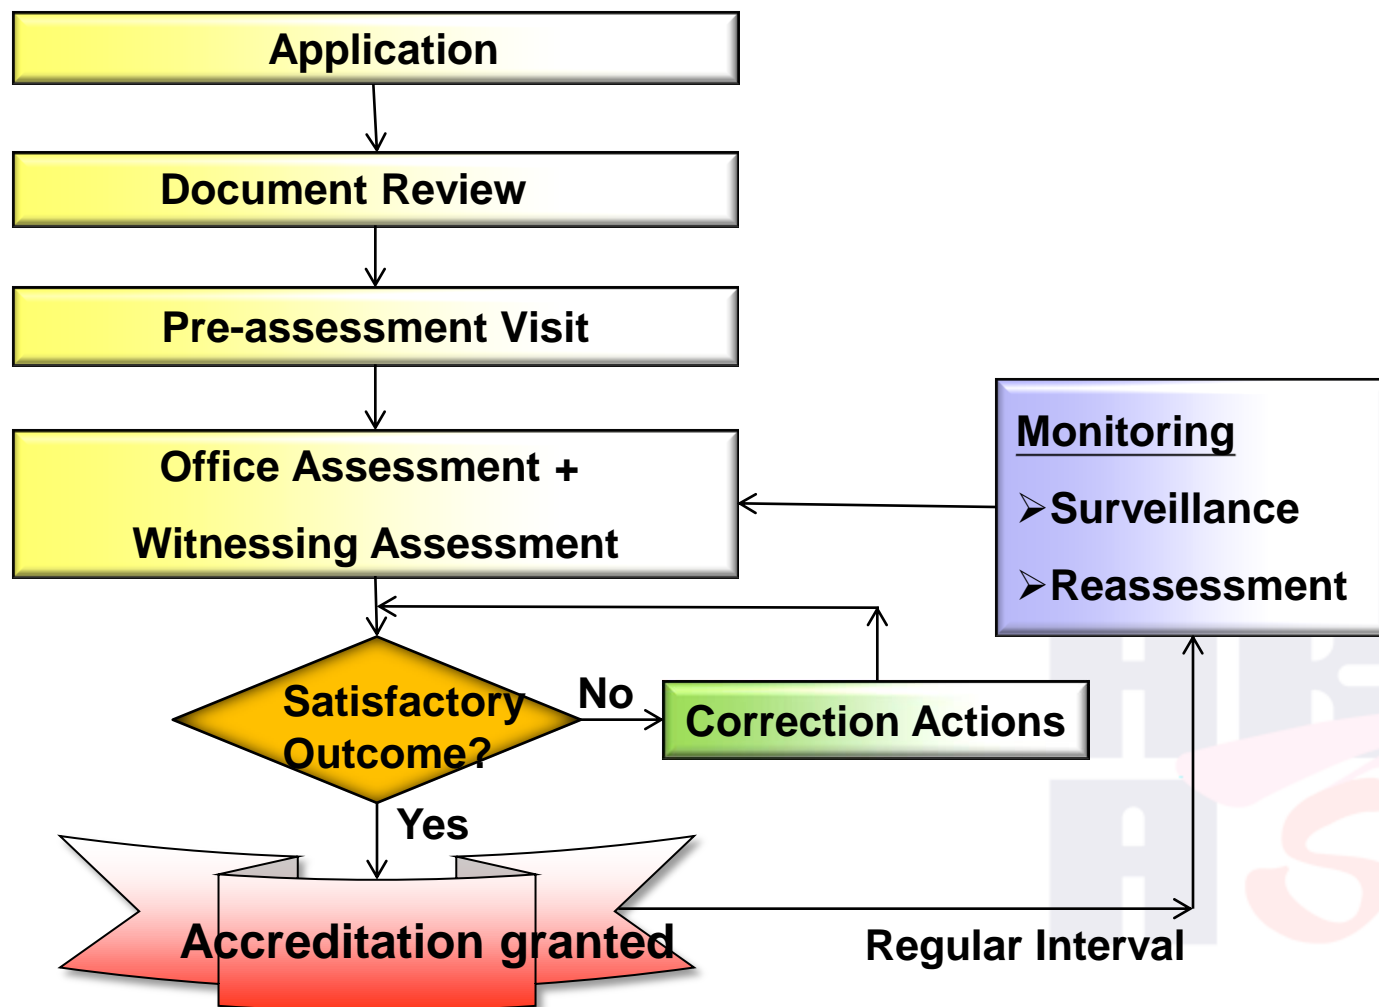 Application
Document Review
Pre-assessment Visit
Office Assessment +
Witnessing Assessment
Monitoring
➢Surveillance
➢Reassessment
Satisfactory
Outcome?
No
Correction Actions
Yes
Accreditation granted
Regular Interval